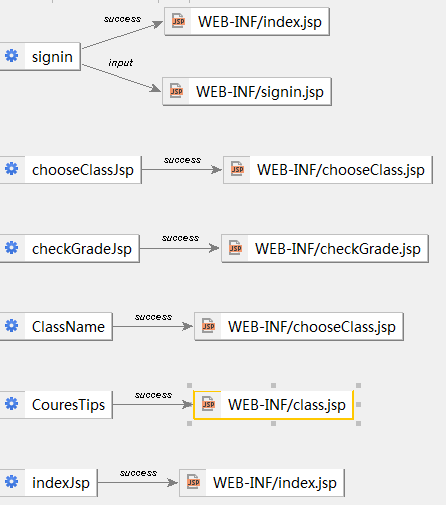 success
JSP WEB-INF/index.jsp
signin
input
JSP WEB-INF/signin.jsp
chooseClassJsp success JSP WEB-INF/chooseClass.jsp
checkGradeJsp success JSP WEB-INF/checkGrade.jsp
ClassName success JSP WEB-INF/chooseClass.jsp
CouresTips success JSP WEB-INF/class.jsp
indexJsp success JSP WEB-INF/index.jsp